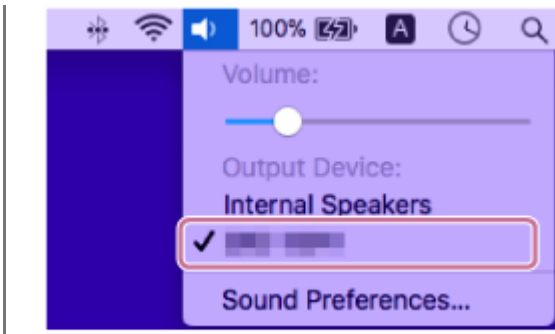 100% A
Volume:
Output Device:
Internal Speakers
Sound Preferences...